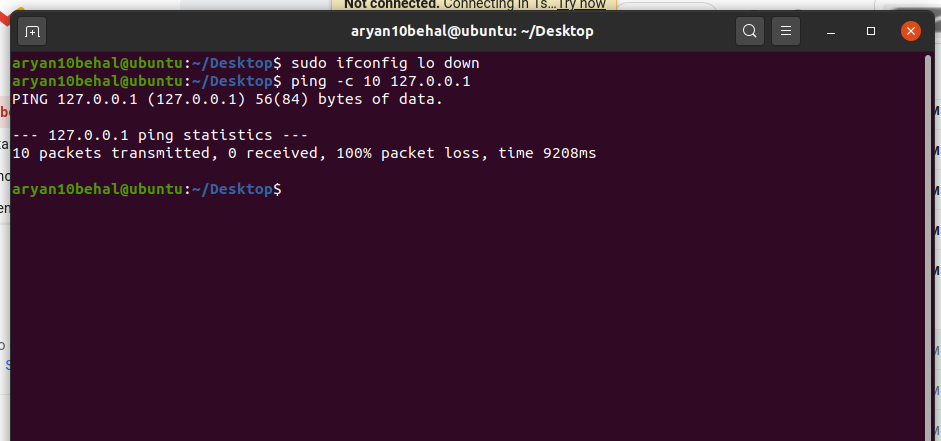 Not connected. Connecting in 1s...Try now
aryan10behal@ubuntu: ~/Desktop
aryan10behal@ubuntu:~/Desktop$ sudo ifconfig lo down
aryan10behal@ubuntu:~/Desktop$ ping -c 10 127.0.0.1
PING 127.0.0.1 (127.0.0.1) 56(84) bytes of data.
--- 127.0.0.1 ping statistics ---
10 packets transmitted, 0 received, 100% packet loss, time 9208ms
aryan10behal@ubuntu:~/Desktop$